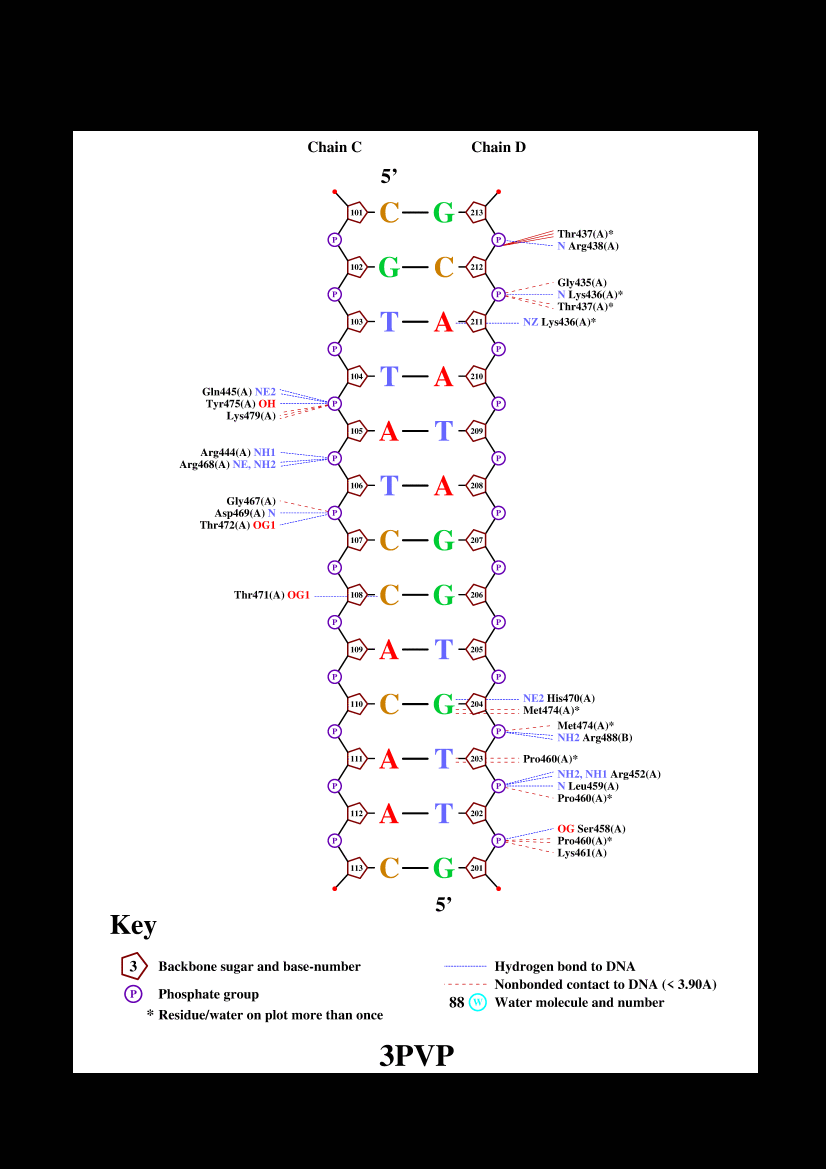 Chain C Chain D
5’
101 C G 213
P P
Thr437(A)*
N Arg438(A)
102 G C 212
Gly435(A)
P P N Lys436(A)*
Thr437(A)*
103 T A 211 NZ Lys436(A)*
P P
104 T A 210
Gln445(A) NE2
Tyr475(A) OH P P
Lys479(A)
105 A T 209
Arg444(A) NH1
P P
Arg468(A) NE, NH2
106 T A 208
Gly467(A)
Asp469(A) N P P
Thr472(A) OG1
107 C G 207
P P
Thr471(A) OG1 108 C G 206
P P
109 A T 205
P P
NE2 His470(A)
110 C G 204
Met474(A)*
Met474(A)*
P P
NH2 Arg488(B)
111 A T 203 Pro460(A)*
NH2, NH1 Arg452(A)
P P N Leu459(A)
Pro460(A)*
112 A T 202
OG Ser458(A)
P P Pro460(A)*
Lys461(A)
113 C G 201
5’
Key
3 Backbone sugar and base-number
Hydrogen bond to DNA
Nonbonded contact to DNA (< 3.90A)
P Phosphate group
88 W Water molecule and number
* Residue/water on plot more than once
3PVP